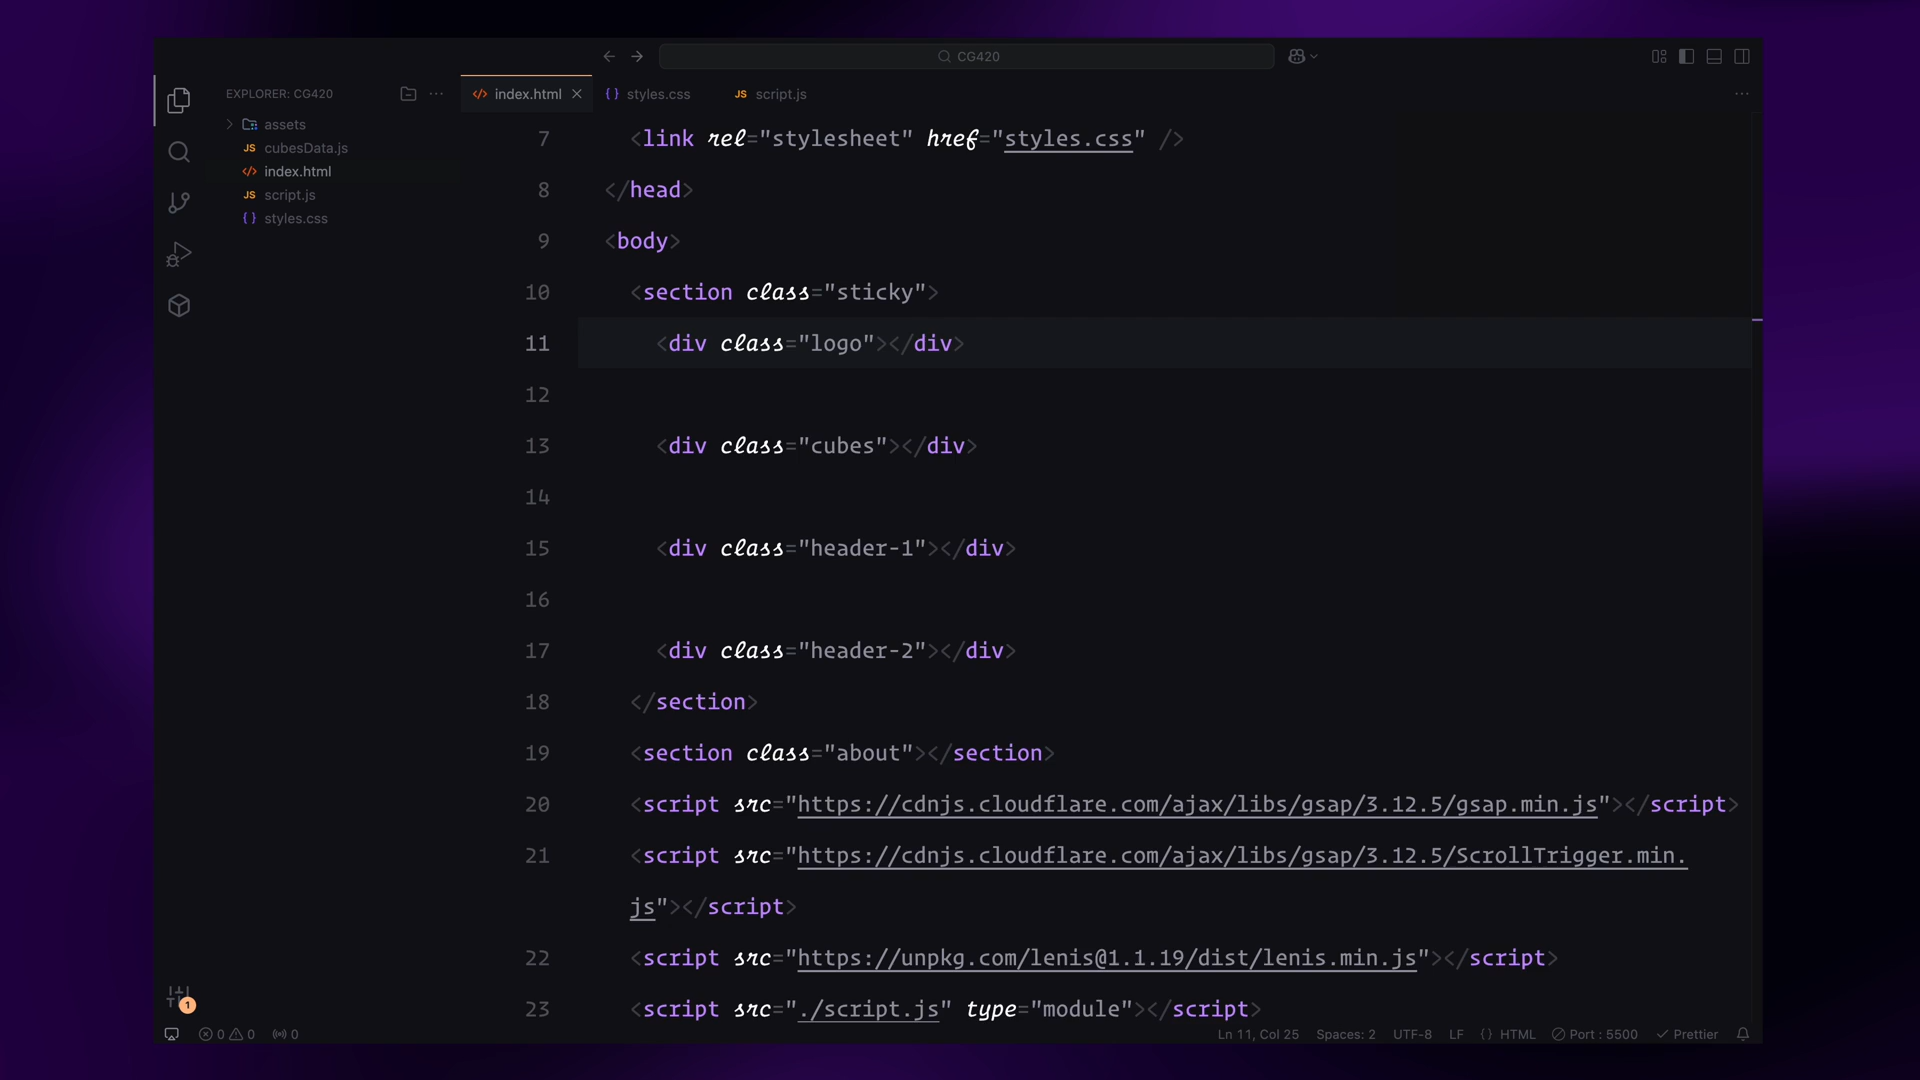 CG420
EXPLORER: CG420
assets
JS cubesData.js
index.html
JS script.js
{} styles.css
</> index.html
{} styles.css
JS script.js
7 <link rel="stylesheet" href="styles.css" />
8 </head>
9 <body>
10 <section class="sticky">
11 <div class="logo"></div>
12
13 <div class="cubes"></div>
14
15 <div class="header-1"></div>
16
17 <div class="header-2"></div>
18 </section>
19 <section class="about"></section>
20 <script src="https://cdnjs.cloudflare.com/ajax/libs/gsap/3.12.5/gsap.min.js"></script>
21 <script src="https://cdnjs.cloudflare.com/ajax/libs/gsap/3.12.5/ScrollTrigger.min.
js"></script>
22 <script src="https://unpkg.com/lenis@1.1.19/dist/lenis.min.js"></script>
23 <script src="./script.js" type="module"></script>
1
0 0 0
Ln 11, Col 25 Spaces: 2 UTF-8 LF {} HTML Port : 5500 Prettier